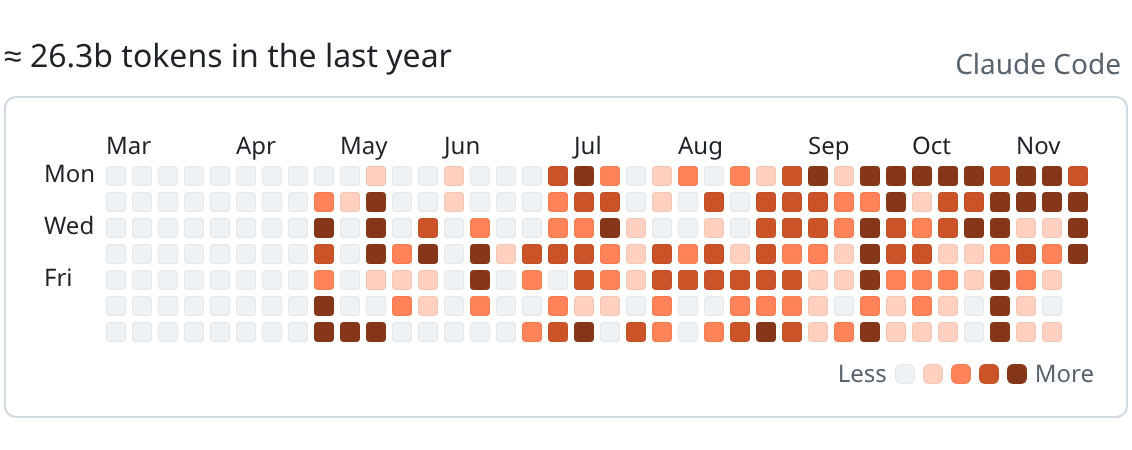 ≈ 26.3b tokens in the last year
Claude Code
Mar Apr May Jun Jul Aug Sep Oct Nov
Mon
Wed
Fri
Less More